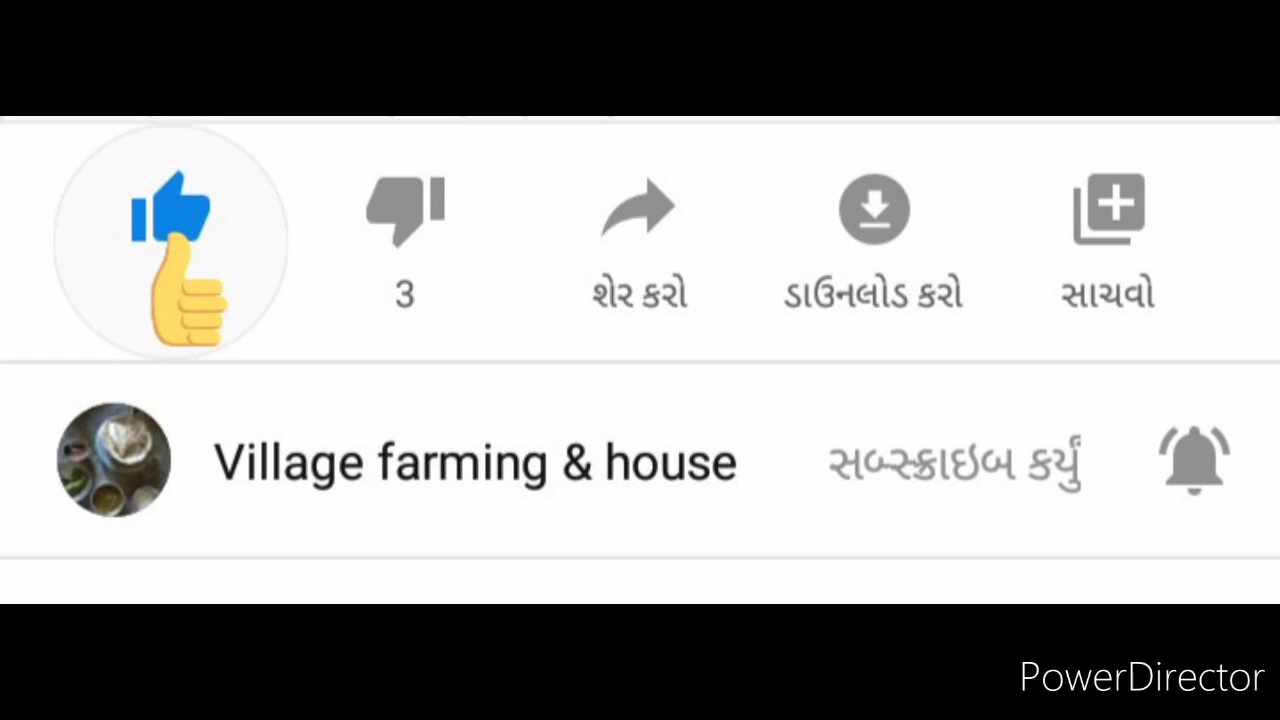 3 શેર કરો ડાઉનલોડ કરો સાચવો
Village farming & house સબ્સ્ક્રાઇબ કર્યું
PowerDirector